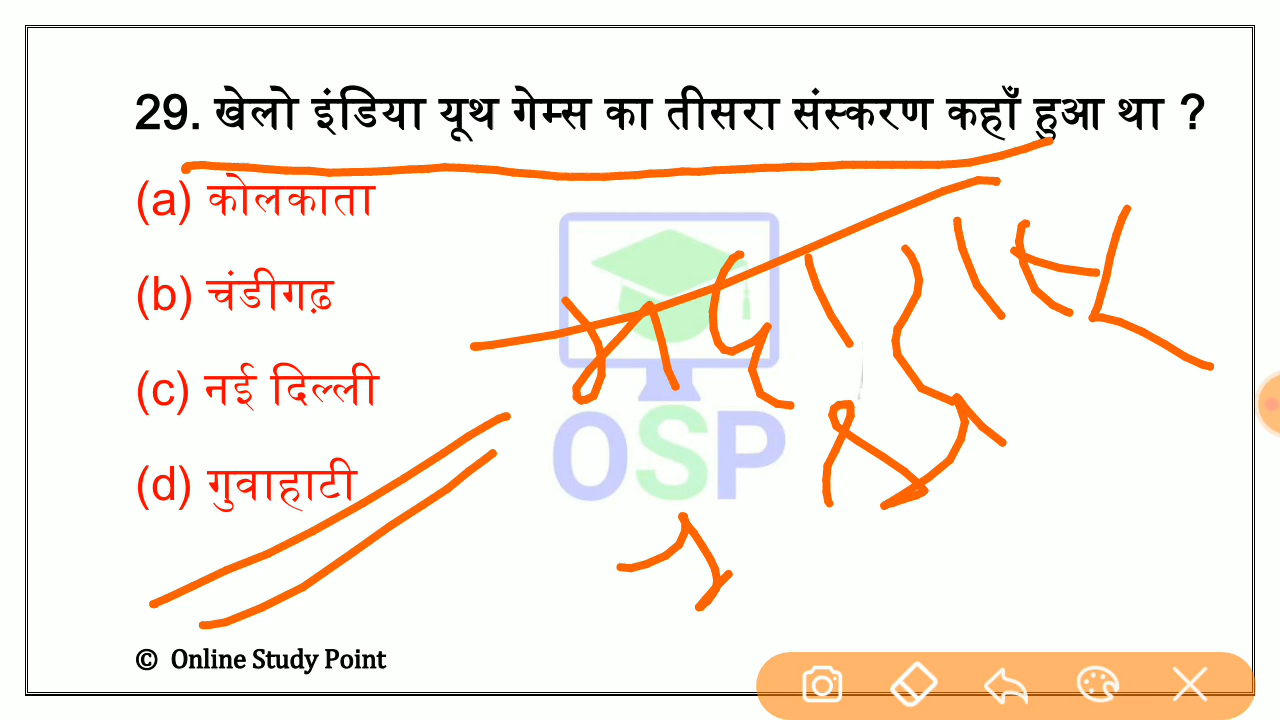 29. खेलो इंडिया यूथ गेम्स का तीसरा संस्करण कहाँ हुआ था ?
(a) कोलकाता
(b) चंडीगढ़
(c) नई दिल्ली
(d) गुवाहाटी
OSP
© Online Study Point